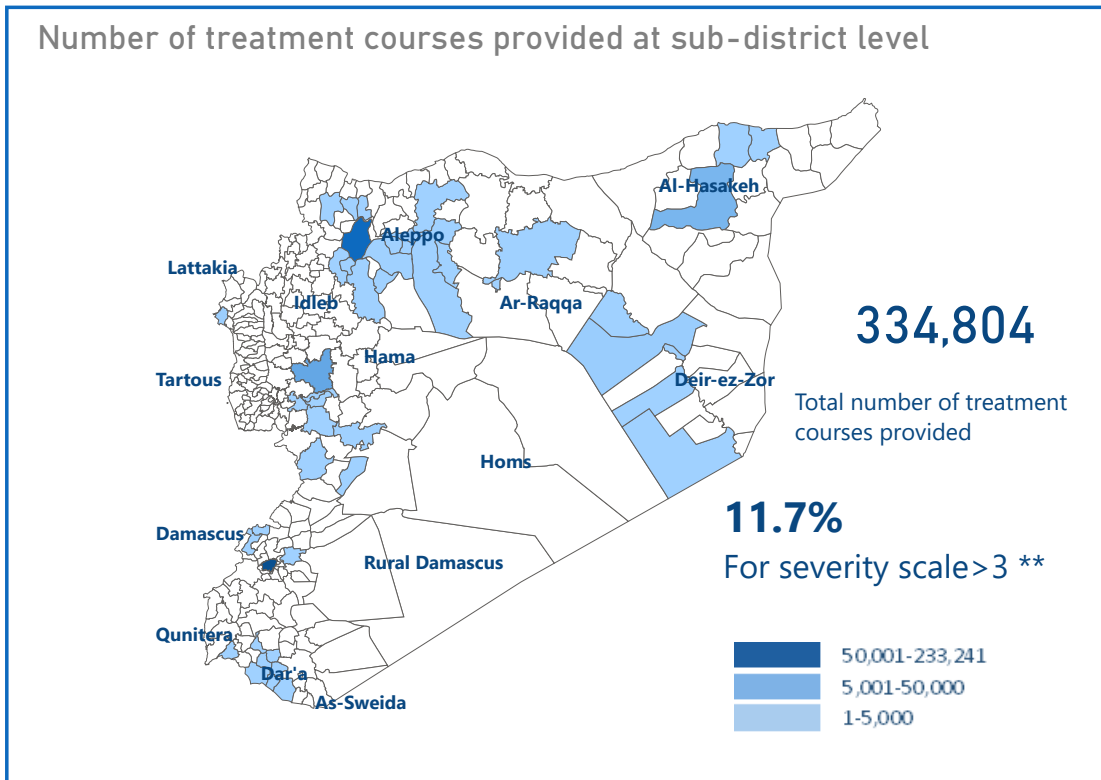 Number of treatment courses provided at sub-district level
Al-Hasakeh
Aleppo
Lattakia
Idleb
Ar-Raqqa
334,804
Hama
Tartous
Deir-ez-Zor
Total number of treatment
courses provided
Homs
11.7%
Damascus
Rural Damascus
For severity scale>3 **
Qunitera
50,001-233,241
Dar'a
5,001-50,000
As-Sweida
1-5,000